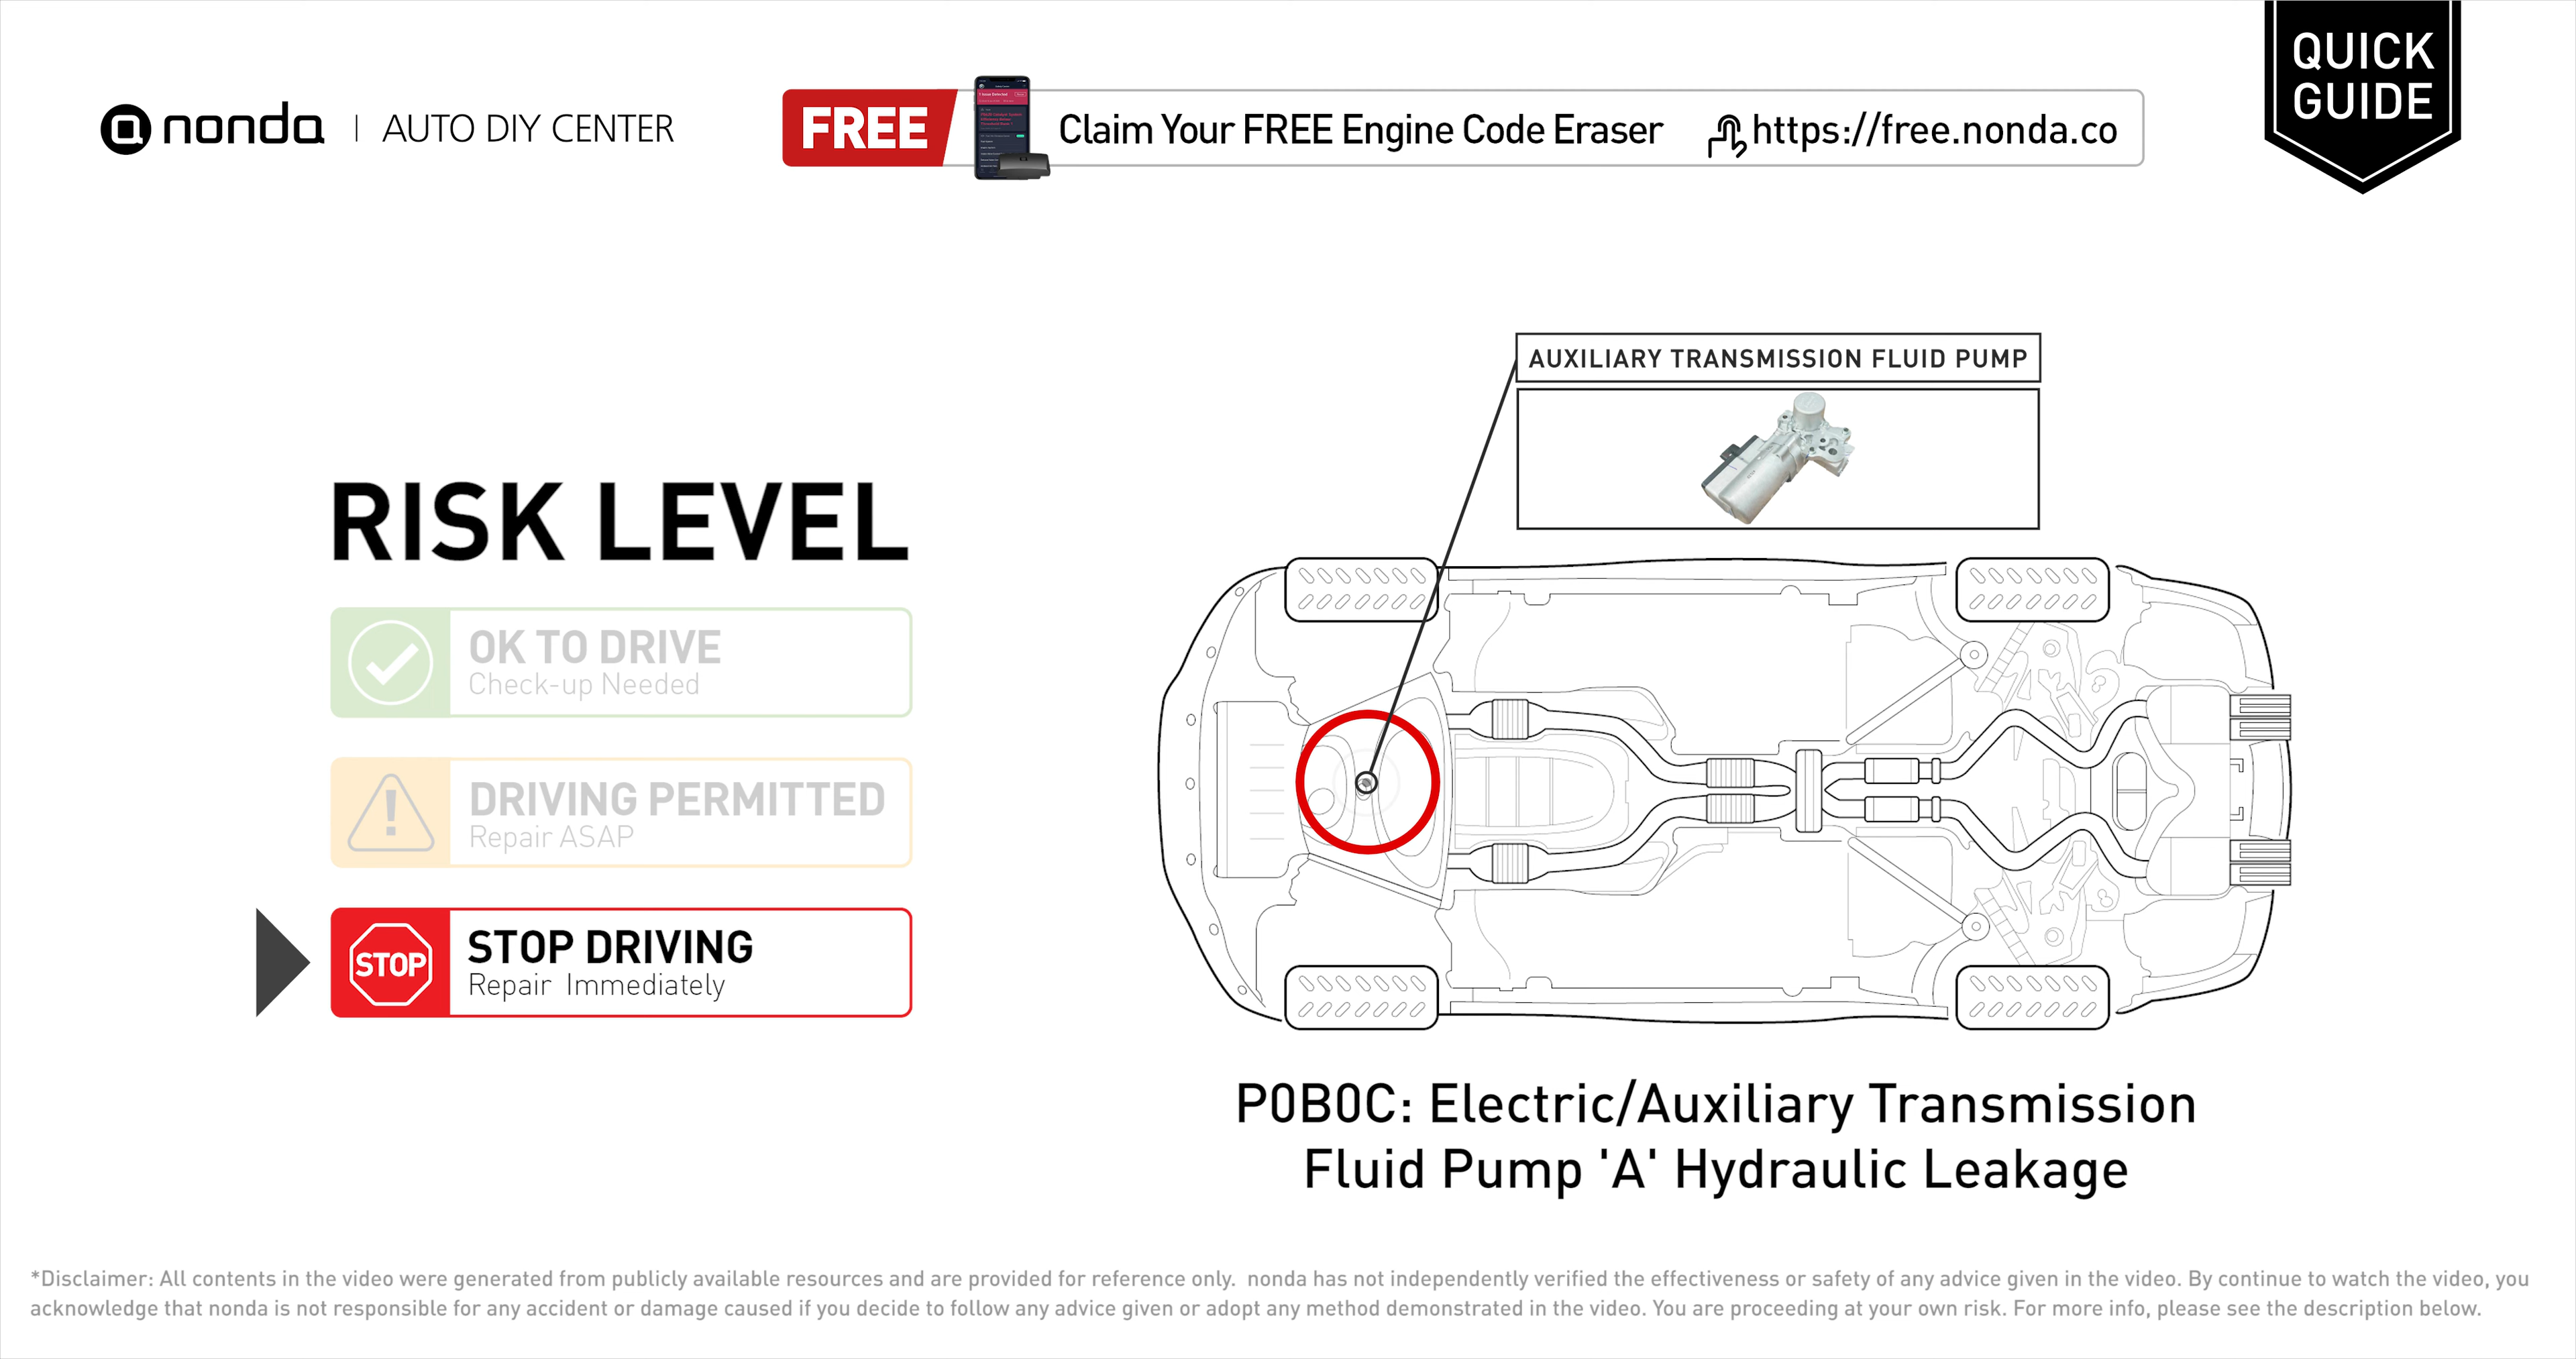 nonda | AUTO DIY CENTER
FREE
Claim Your FREE Engine Code Eraser
https://free.nonda.co
QUICK
GUIDE
AUXILIARY TRANSMISSION FLUID PUMP
RISK LEVEL
OK TO DRIVE
Check-up Needed
DRIVING PERMITTED
Repair ASAP
STOP
STOP DRIVING
Repair Immediately
P0B0C: Electric/Auxiliary Transmission
Fluid Pump 'A' Hydraulic Leakage
*Disclaimer: All contents in the video were generated from publicly available resources and are provided for reference only. nonda has not independently verified the effectiveness or safety of any advice given in the video. By continue to watch the video, you
acknowledge that nonda is not responsible for any accident or damage caused if you decide to follow any advice given or adopt any method demonstrated in the video. You are proceeding at your own risk. For more info, please see the description below.